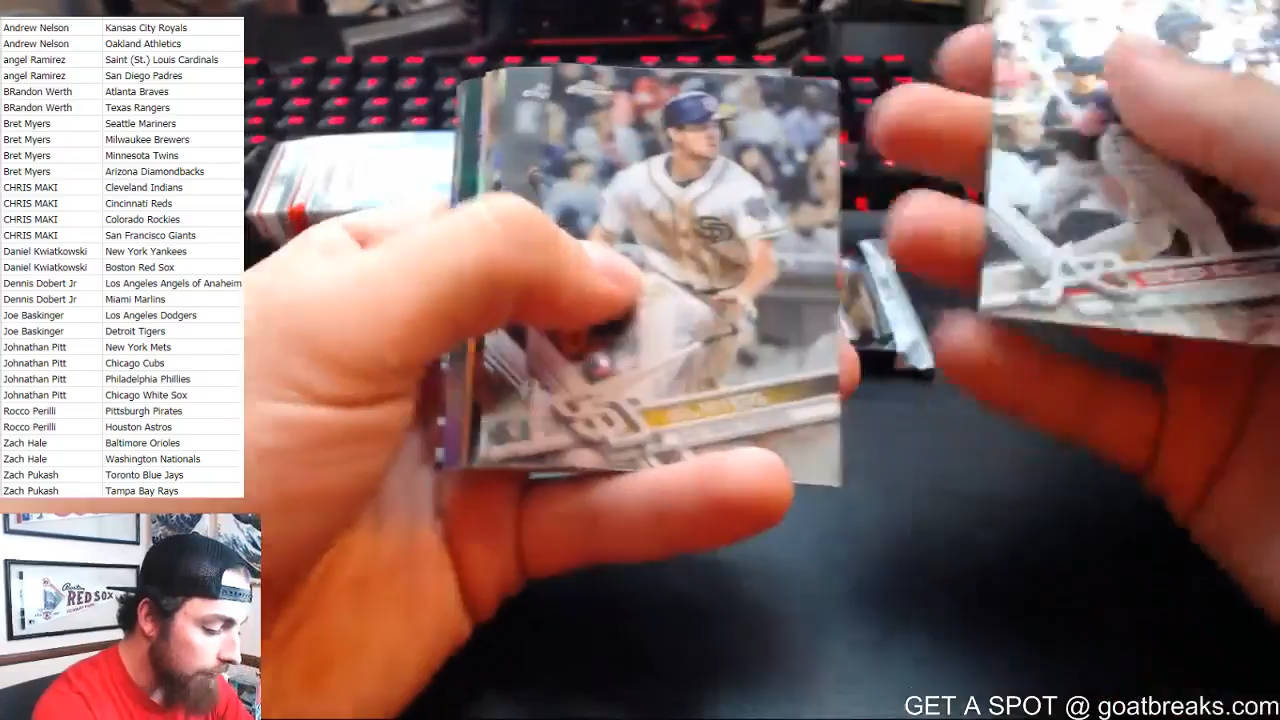 Andrew Nelson Kansas City Royals
Andrew Nelson Oakland Athletics
angel Ramirez Saint (St.) Louis Cardinals
angel Ramirez San Diego Padres
BRandon Werth Atlanta Braves
BRandon Werth Texas Rangers
Bret Myers Seattle Mariners
Bret Myers Milwaukee Brewers
Bret Myers Minnesota Twins
Bret Myers Arizona Diamondbacks
CHRIS MAKI Cleveland Indians
CHRIS MAKI Cincinnati Reds
CHRIS MAKI Colorado Rockies
CHRIS MAKI San Francisco Giants
Daniel Kwiatkowski New York Yankees
Daniel Kwiatkowski Boston Red Sox
Dennis Dobert Jr Los Angeles Angels of Anaheim
Dennis Dobert Jr Miami Marlins
Joe Baskinger Los Angeles Dodgers
Joe Baskinger Detroit Tigers
Johnathan Pitt New York Mets
Johnathan Pitt Chicago Cubs
Johnathan Pitt Philadelphia Phillies
Johnathan Pitt Chicago White Sox
Rocco Perilli Pittsburgh Pirates
Rocco Perilli Houston Astros
Zach Hale Baltimore Orioles
Zach Hale Washington Nationals
Zach Pukash Toronto Blue Jays
Zach Pukash Tampa Bay Rays
SD
SD
Boston
RED SOX
GET A SPOT @ goatbreaks.com